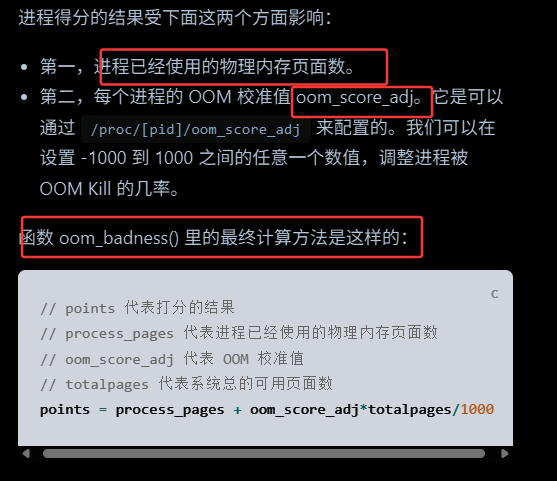 进程得分的结果受下面这两个方面影响：
第一，进程已经使用的物理内存页面数。
第二，每个进程的 OOM 校准值 oom_score_adj。它是可以
通过 /proc/[pid]/oom_score_adj 来配置的。我们可以在
设置 -1000 到 1000 之间的任意一个数值，调整进程被
OOM Kill 的几率。
函数 oom_badness() 里的最终计算方法是这样的：
c
// points 代表打分的结果
// process_pages 代表进程已经使用的物理内存页面数
// oom_score_adj 代表 OOM 校准值
// totalpages 代表系统总的可用页面数
points = process_pages + oom_score_adj*totalpages/1000